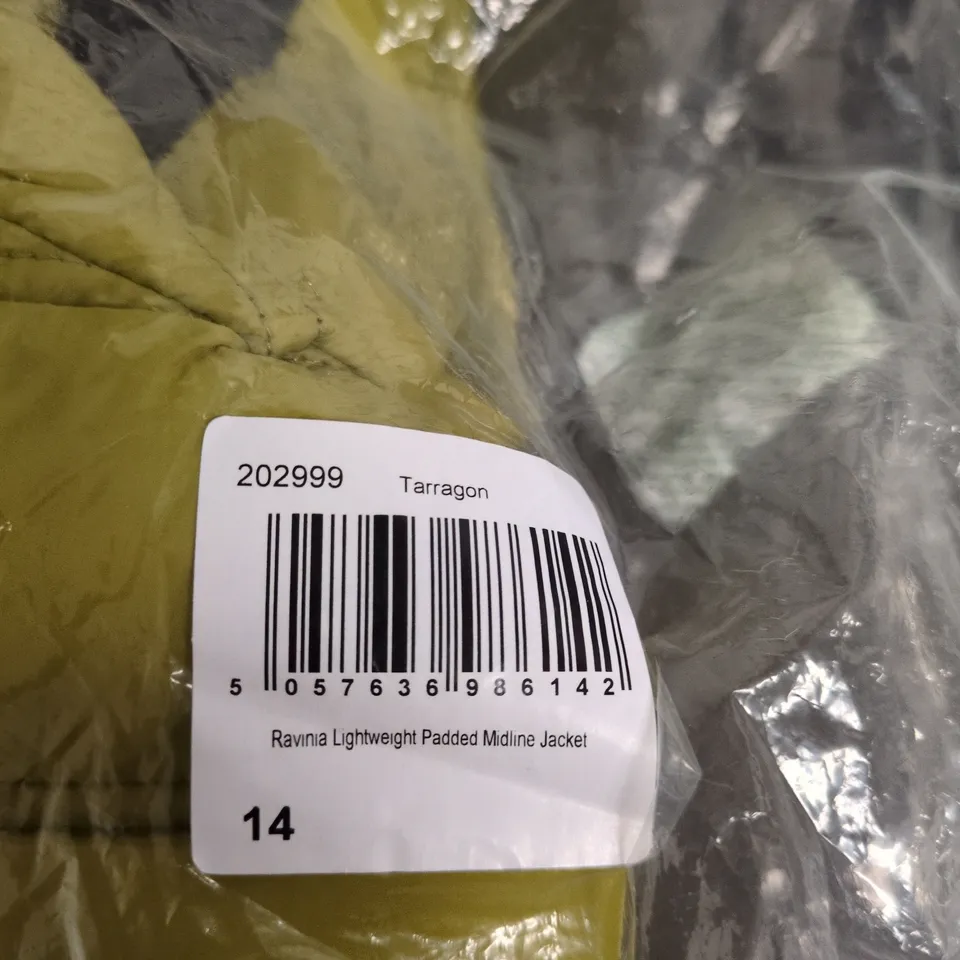 202999 Tarragon
5 057636 986142
Ravinia Lightweight Padded Midline Jacket
14